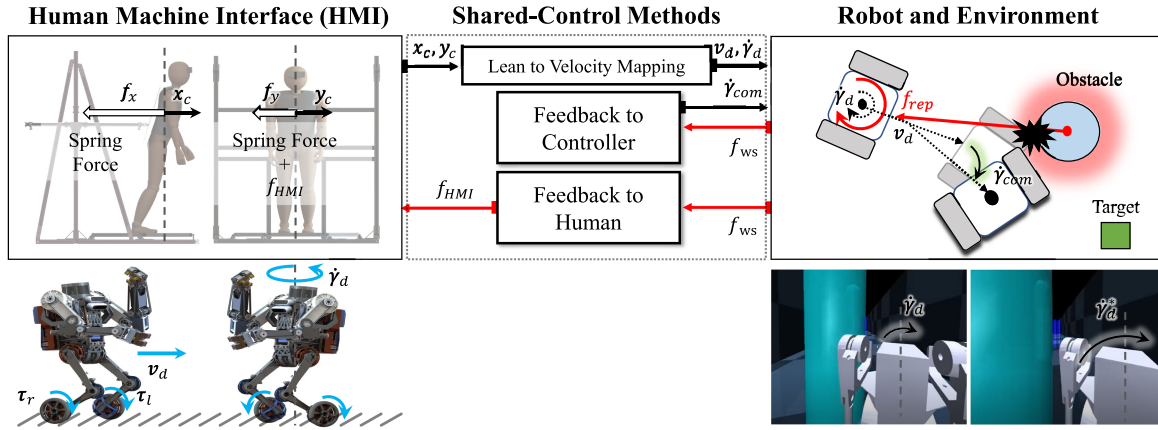 Human Machine Interface (HMI)
Shared-Control Methods
Robot and Environment
f_x
x_c
Spring
Force
f_y
y_c
Spring Force
+
f_HMI
x_c, y_c
Lean to Velocity Mapping
v_d, γ̇_d
Feedback to
Controller
γ̇_com
f_ws
f_HMI
Feedback to
Human
f_ws
Obstacle
γ̇_d
f_rep
v_d
γ̇_com
Target
γ̇_d
v_d
τ_r
τ_l
γ̇_d
γ̇_d^*